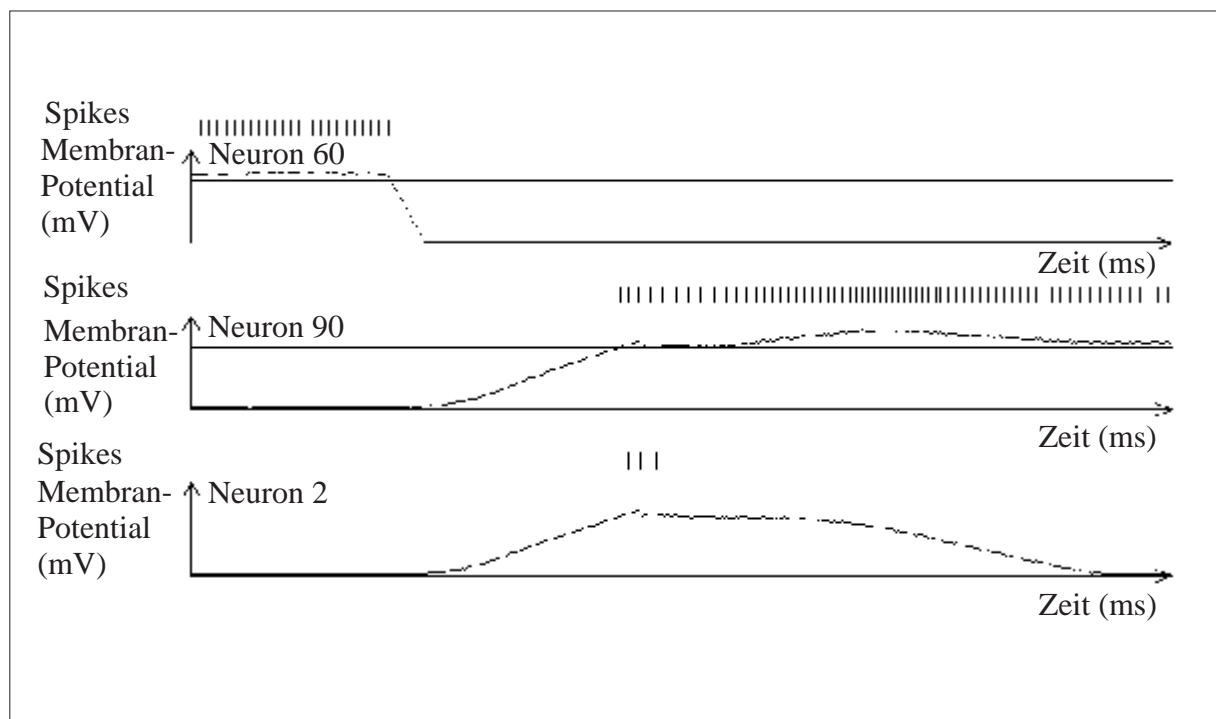 Spikes
Membran-
Potential
(mV)
Neuron 60
Zeit (ms)
Spikes
Membran-
Potential
(mV)
Neuron 90
Zeit (ms)
Spikes
Membran-
Potential
(mV)
Neuron 2
Zeit (ms)